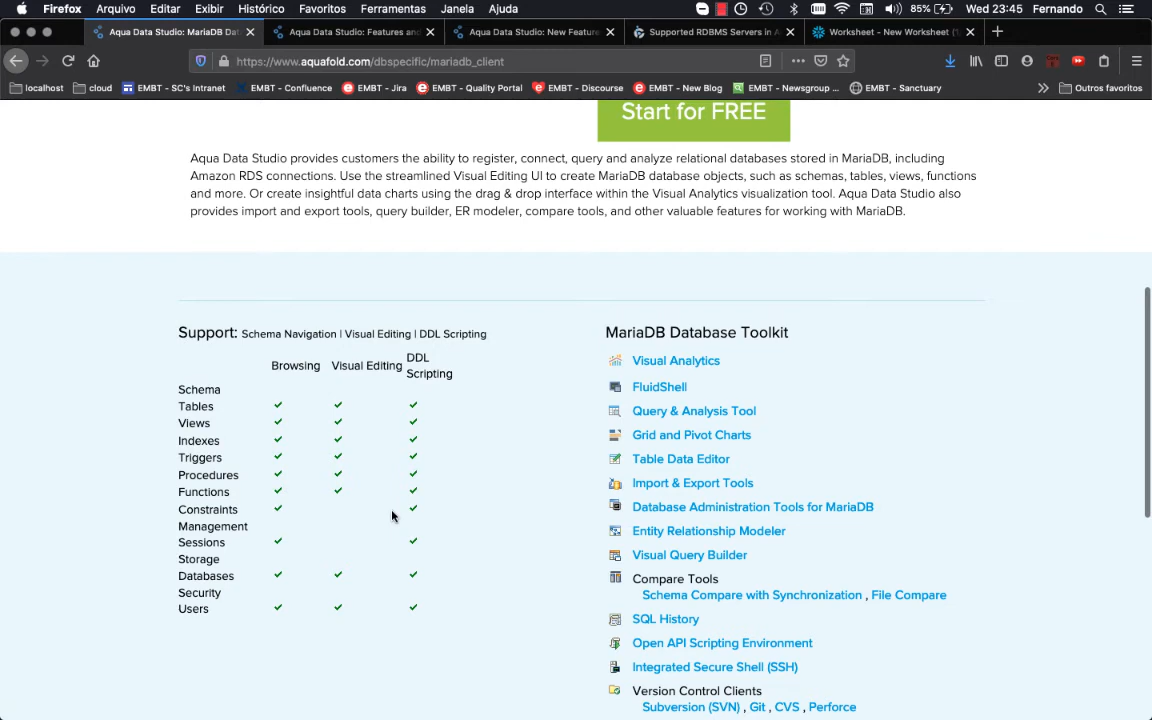 Firefox Arquivo Editar Exibir Histórico Favoritos Ferramentas Janela Ajuda 85% Wed 23:45 Fernando
Aqua Data Studio: MariaDB Dat
Aqua Data Studio: Features and
Aqua Data Studio: New Feature
Supported RDBMS Servers in A
Worksheet - New Worksheet (1
https://www.aquafold.com/dbspecific/mariadb_client
localhost cloud EMBT - SC's Intranet EMBT - Confluence EMBT - Jira EMBT - Quality Portal EMBT - Discourse EMBT - New Blog EMBT - Newsgroup ... EMBT - Sanctuary Outros favoritos
Start for FREE
Aqua Data Studio provides customers the ability to register, connect, query and analyze relational databases stored in MariaDB, including
Amazon RDS connections. Use the streamlined Visual Editing UI to create MariaDB database objects, such as schemas, tables, views, functions
and more. Or create insightful data charts using the drag & drop interface within the Visual Analytics visualization tool. Aqua Data Studio also
provides import and export tools, query builder, ER modeler, compare tools, and other valuable features for working with MariaDB.
Support: Schema Navigation | Visual Editing | DDL Scripting
Browsing Visual Editing DDL
Scripting
Schema
Tables
Views
Indexes
Triggers
Procedures
Functions
Constraints
Management
Sessions
Storage
Databases
Security
Users
MariaDB Database Toolkit
Visual Analytics
FluidShell
Query & Analysis Tool
Grid and Pivot Charts
Table Data Editor
Import & Export Tools
Database Administration Tools for MariaDB
Entity Relationship Modeler
Visual Query Builder
Compare Tools
Schema Compare with Synchronization , File Compare
SQL History
Open API Scripting Environment
Integrated Secure Shell (SSH)
Version Control Clients
Subversion (SVN) , Git , CVS , Perforce